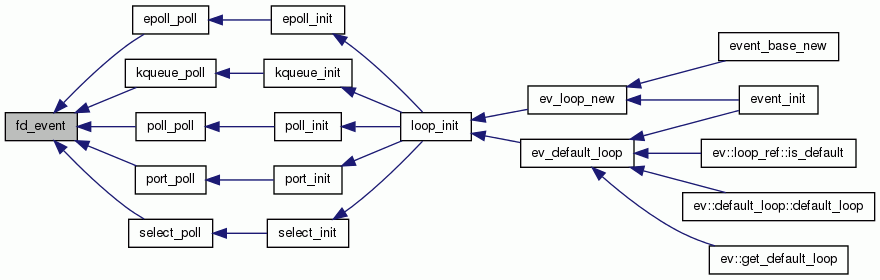 epoll_poll
epoll_init
event_base_new
kqueue_poll
kqueue_init
ev_loop_new
event_init
fd_event
poll_poll
poll_init
loop_init
ev_default_loop
ev::loop_ref::is_default
port_poll
port_init
ev::default_loop::default_loop
select_poll
select_init
ev::get_default_loop